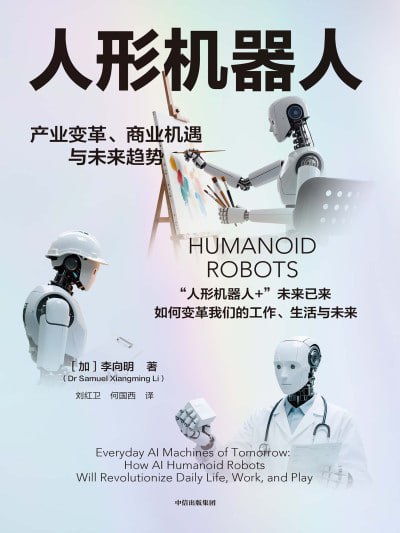 人形机器人
产业变革、商业机遇
与未来趋势
HUMANOID
ROBOTS
“人形机器人+”未来已来
如何变革我们的工作、生活与未来
［加］李向明 著
（Dr Samuel Xiangming Li）
刘红卫 何国西 译
Everyday AI Machines of Tomorrow:
How AI Humanoid Robots
Will Revolutionize Daily Life, Work, and Play
中信出版集团